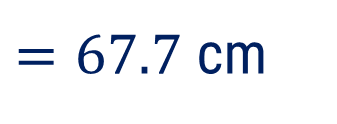 = 67.7 cm